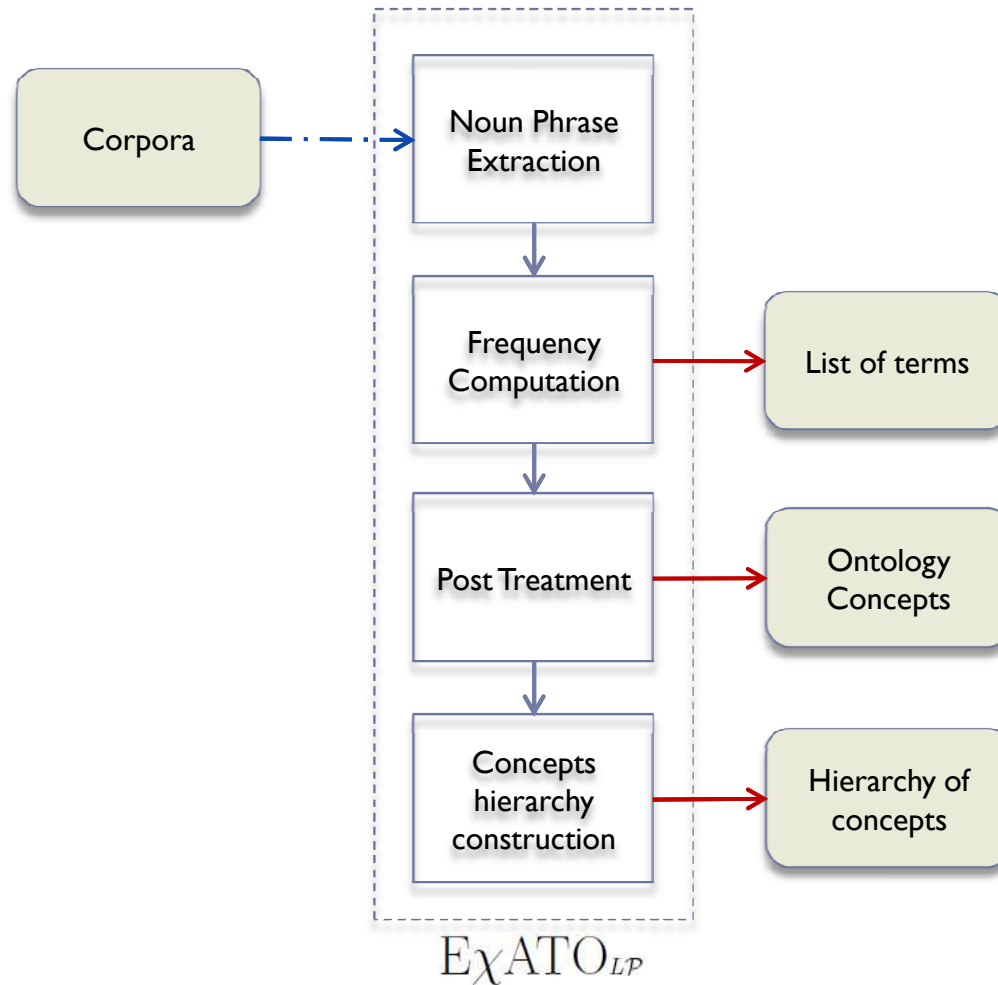 Corpora
Noun Phrase
Extraction
Frequency
Computation
List of terms
Post Treatment
Ontology
Concepts
Concepts
hierarchy
construction
Hierarchy of
concepts
EχATOLP